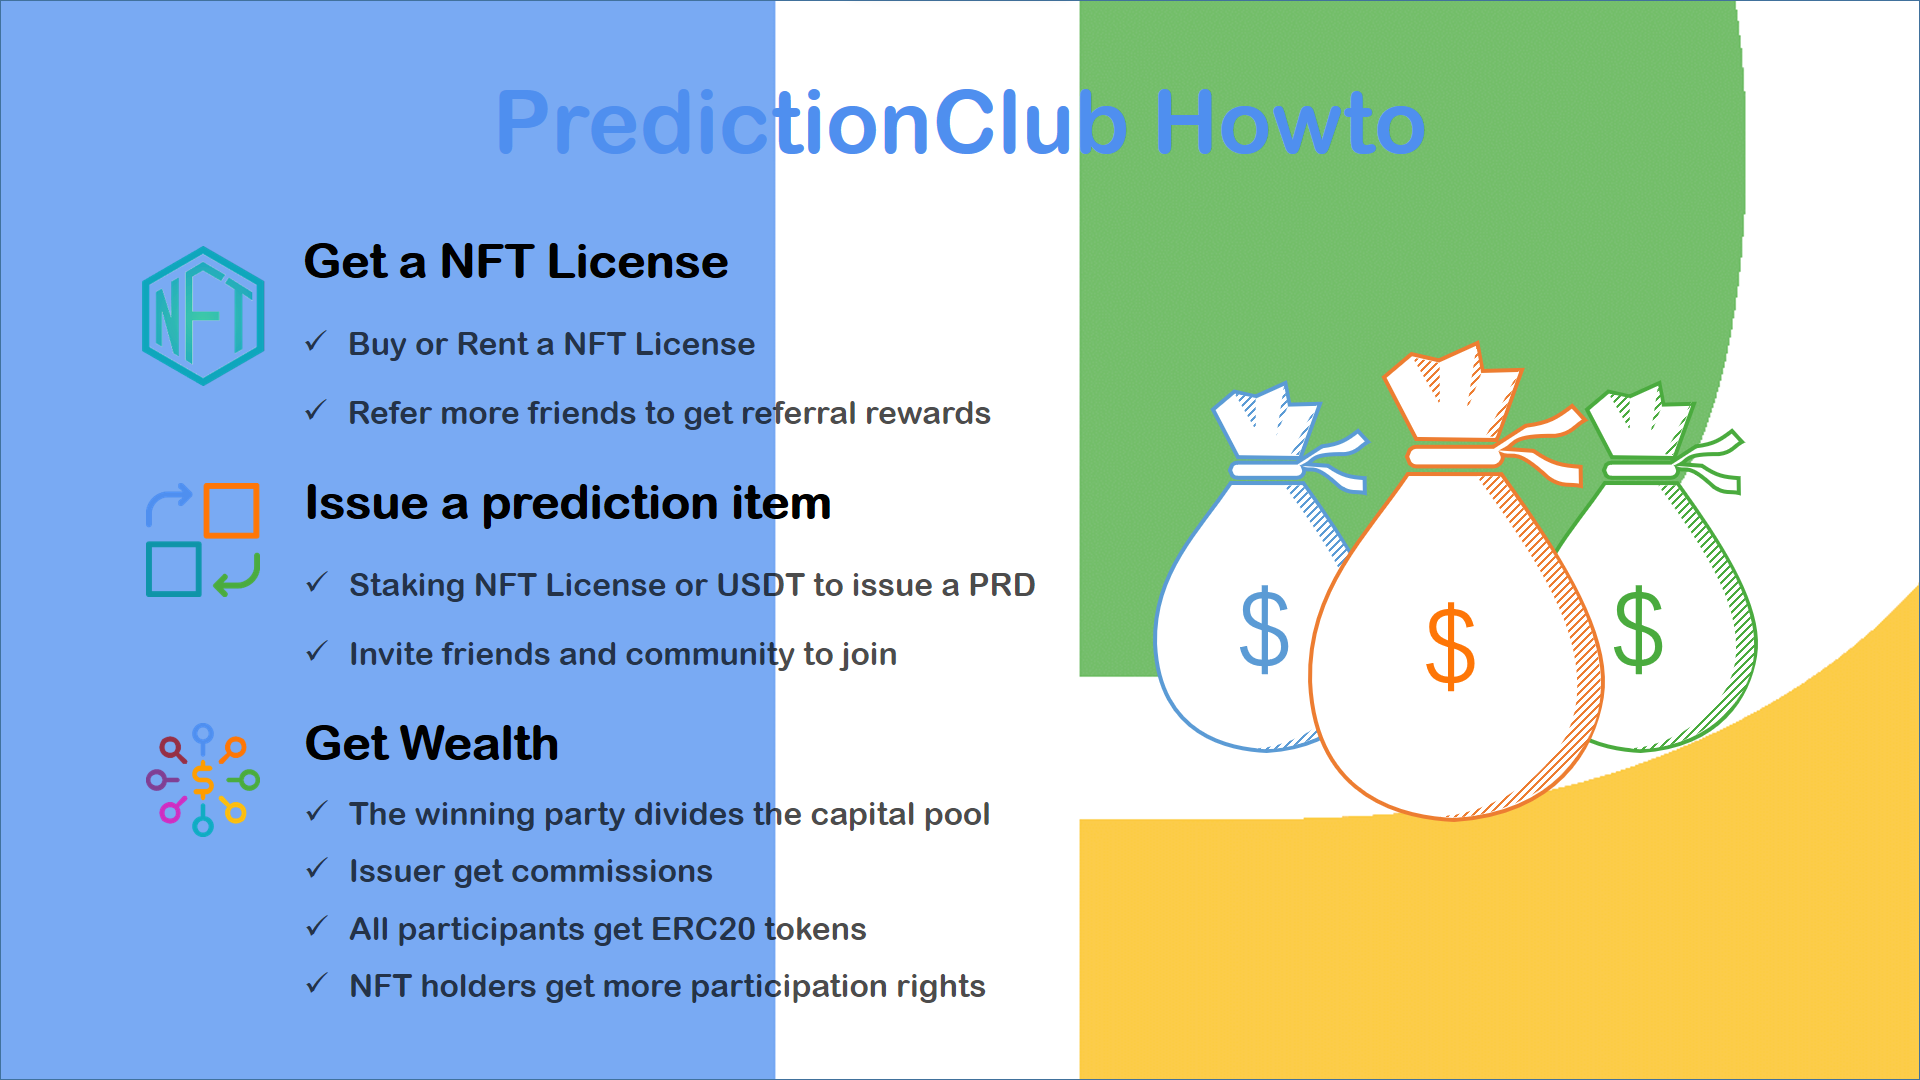 PredictionClub Howto
NFT
Get a NFT License
✓ Buy or Rent a NFT License
✓ Refer more friends to get referral rewards
Issue a prediction item
✓ Staking NFT License or USDT to issue a PRD
✓ Invite friends and community to join
$
Get Wealth
✓ The winning party divides the capital pool
✓ Issuer get commissions
✓ All participants get ERC20 tokens
✓ NFT holders get more participation rights
$ $ $